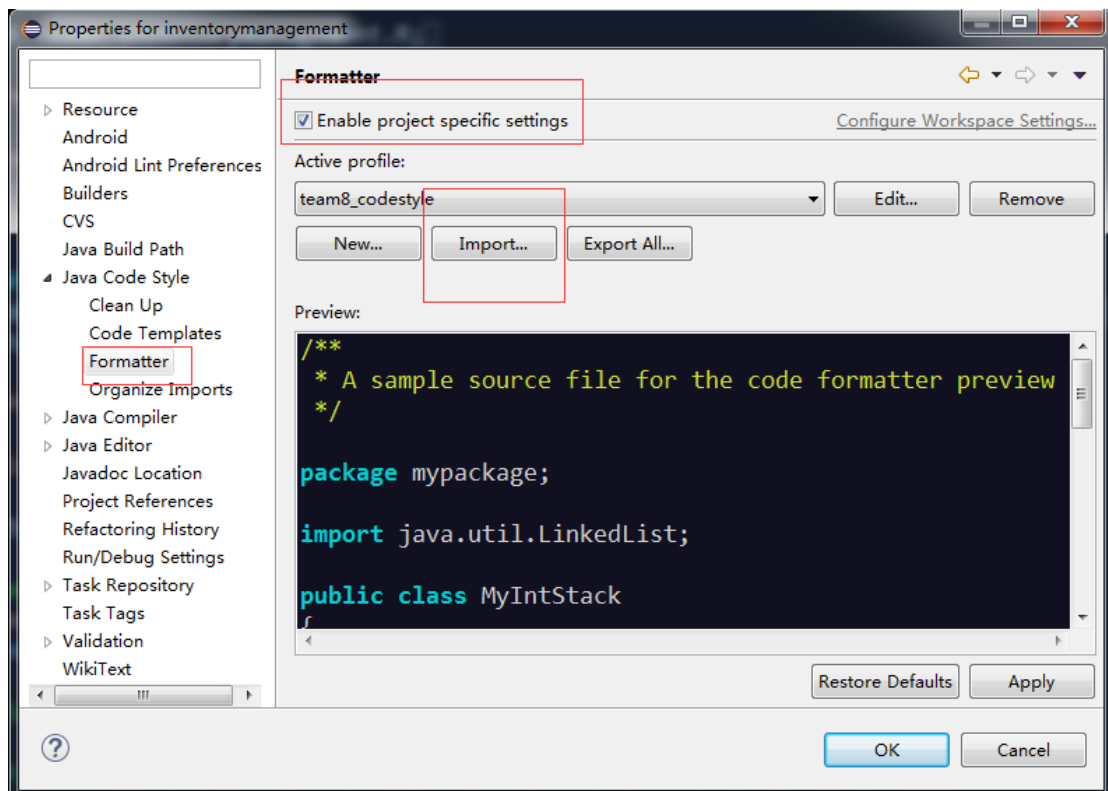 Properties for inventorymanagement
Formatter
Resource
Android
Android Lint Preferences
Builders
CVS
Java Build Path
Java Code Style
Clean Up
Code Templates
Formatter
Organize Imports
Java Compiler
Java Editor
Javadoc Location
Project References
Refactoring History
Run/Debug Settings
Task Repository
Task Tags
Validation
WikiText
Enable project specific settings
Configure Workspace Settings...
Active profile:
team8_codestyle
Edit...
Remove
New...
Import...
Export All...
Preview:
/**
 * A sample source file for the code formatter preview
 */
package mypackage;
import java.util.LinkedList;
public class MyIntStack
{
Restore Defaults
Apply
?
OK
Cancel